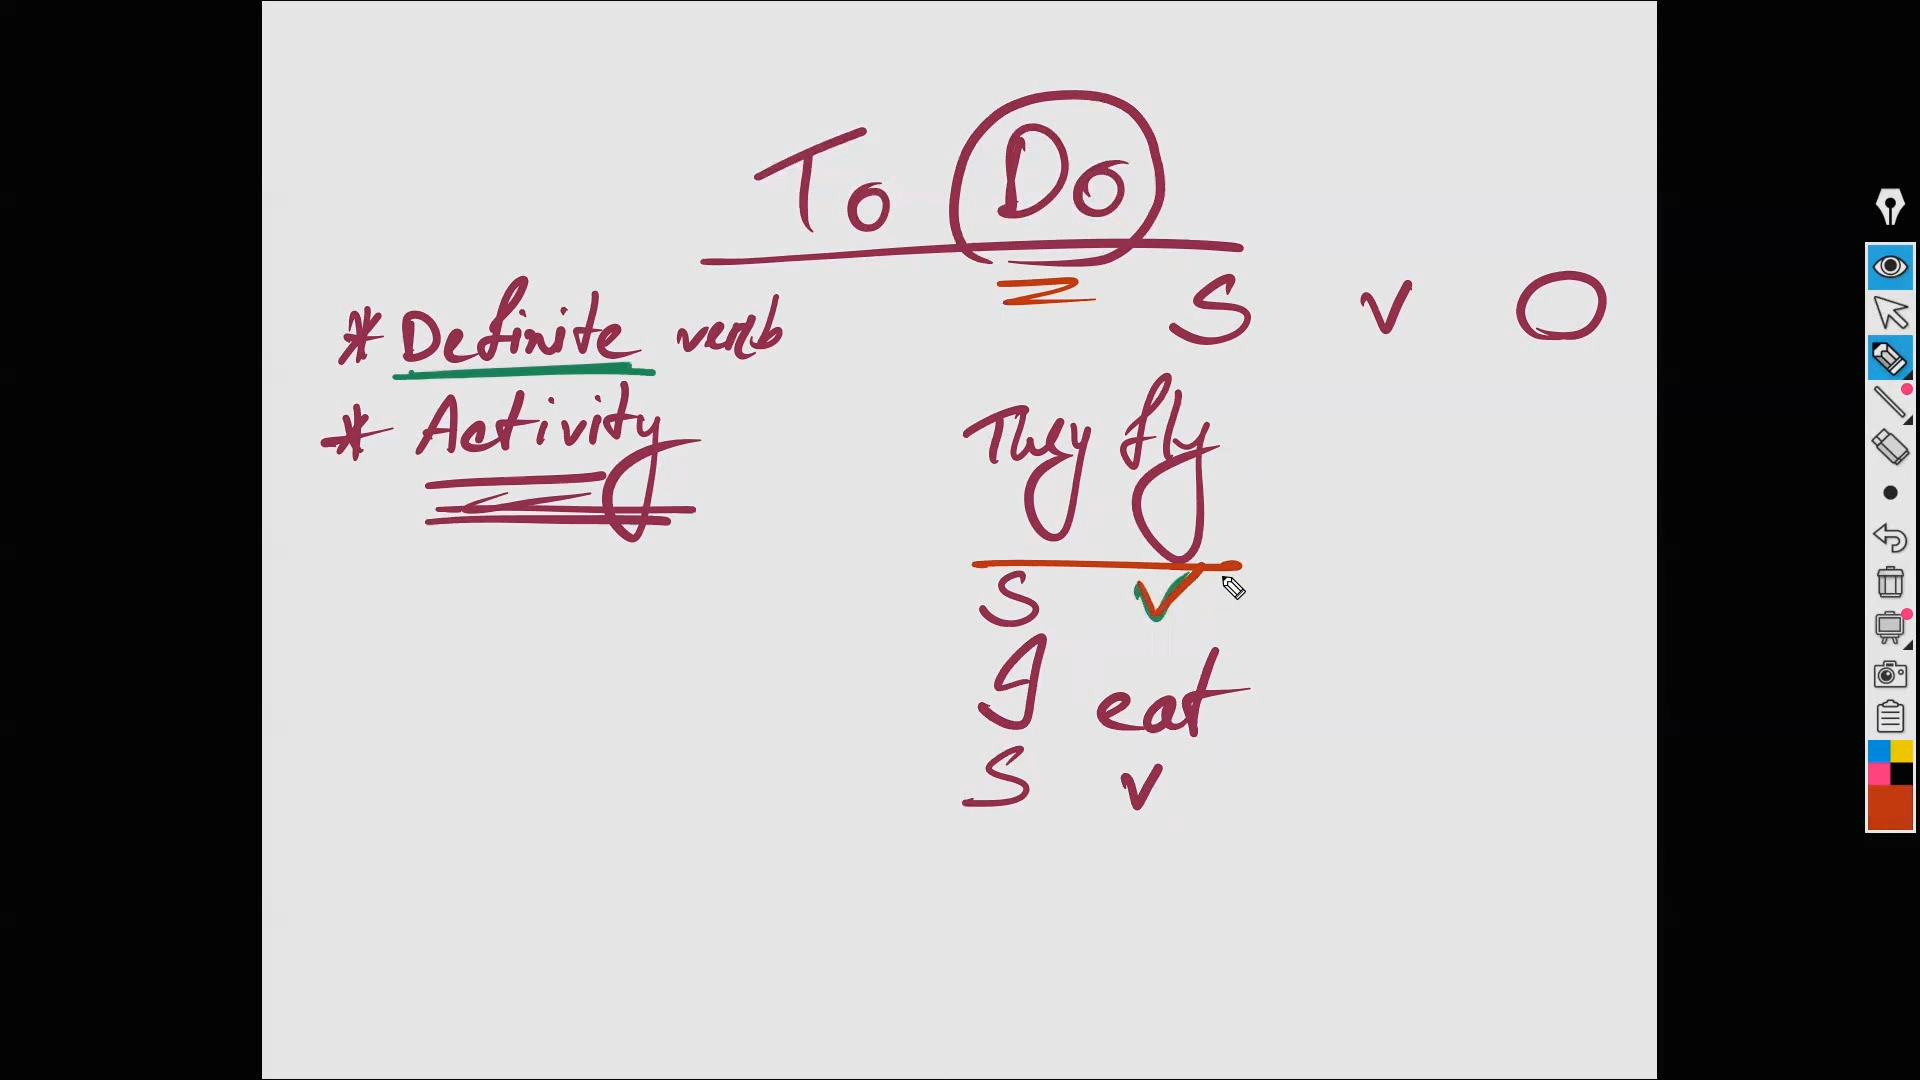 To Do
S V O
* Definite verb
* Activity
They fly
S V
I eat
S V